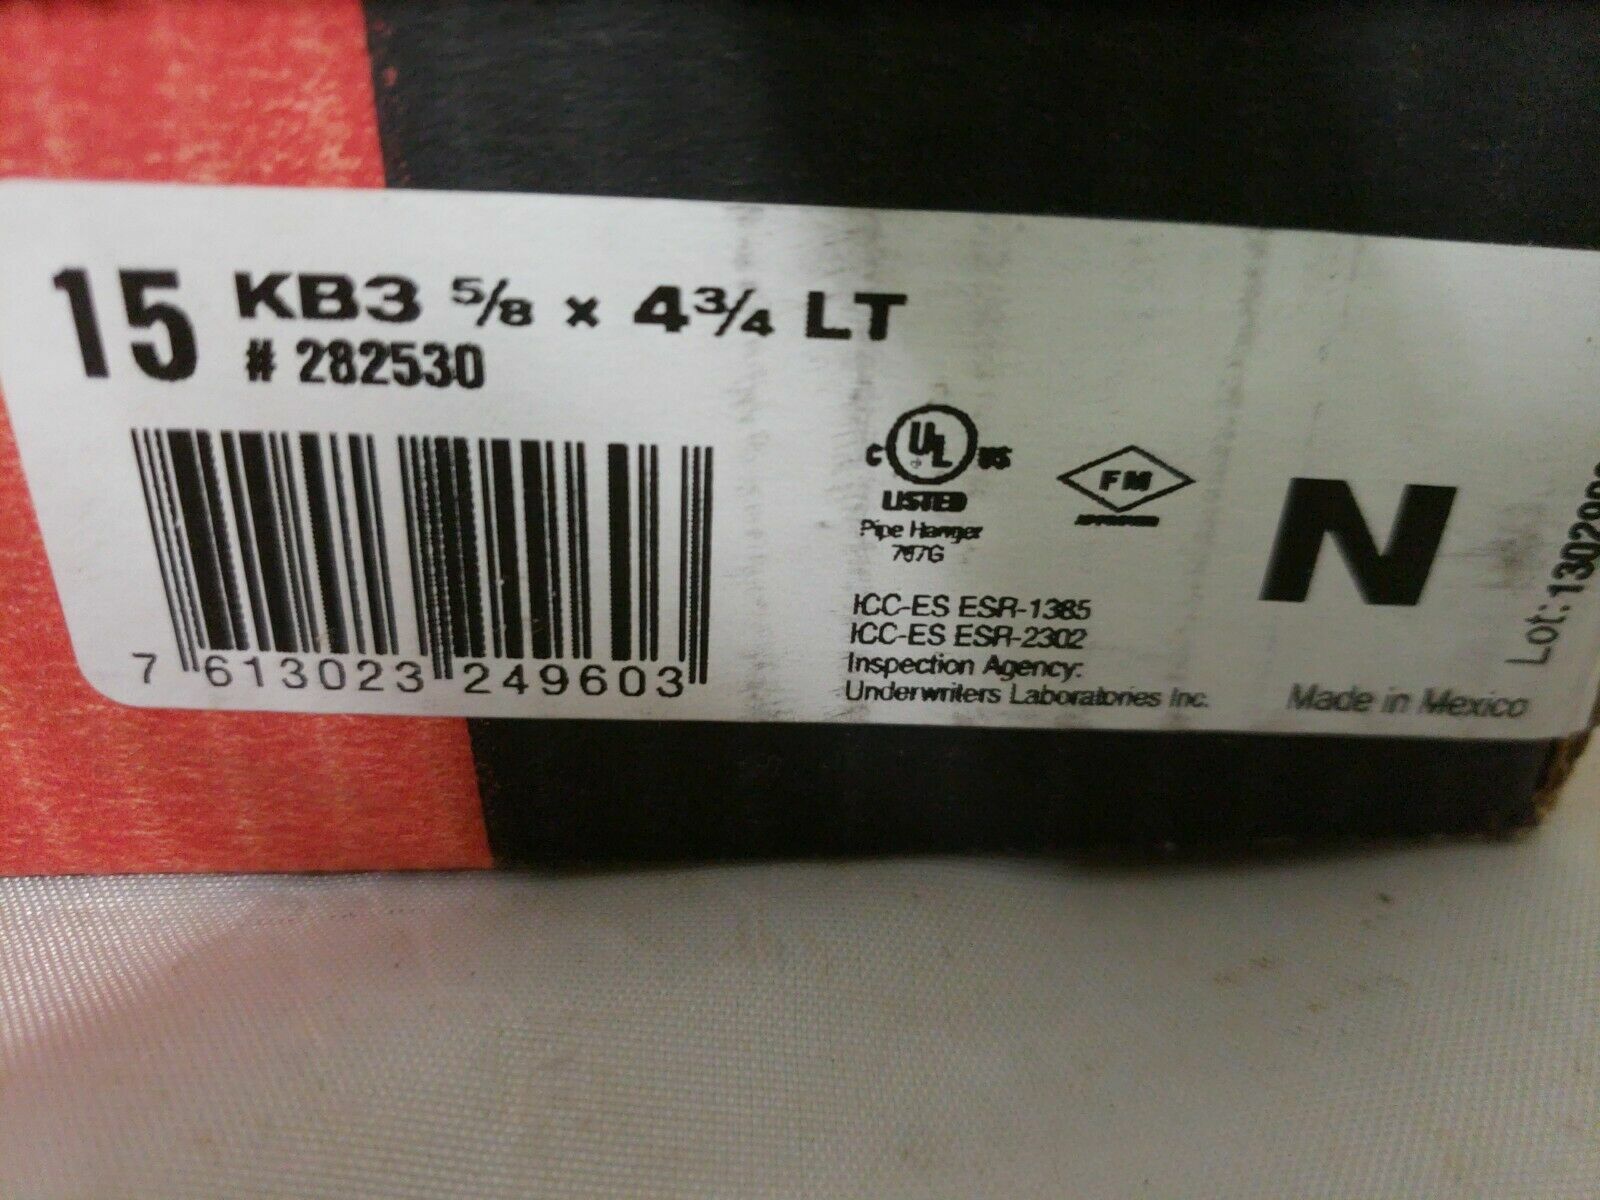 15 KB3 5/8 x 4 3/4 LT
# 282530
7 613023 249603
C UL US
LISTED
Pipe Hanger
FM
APPROVED
ICC-ES ESR-1385
ICC-ES ESR-2302
Inspection Agency:
Underwriters Laboratories Inc.
N
Made in Mexico
Lot: